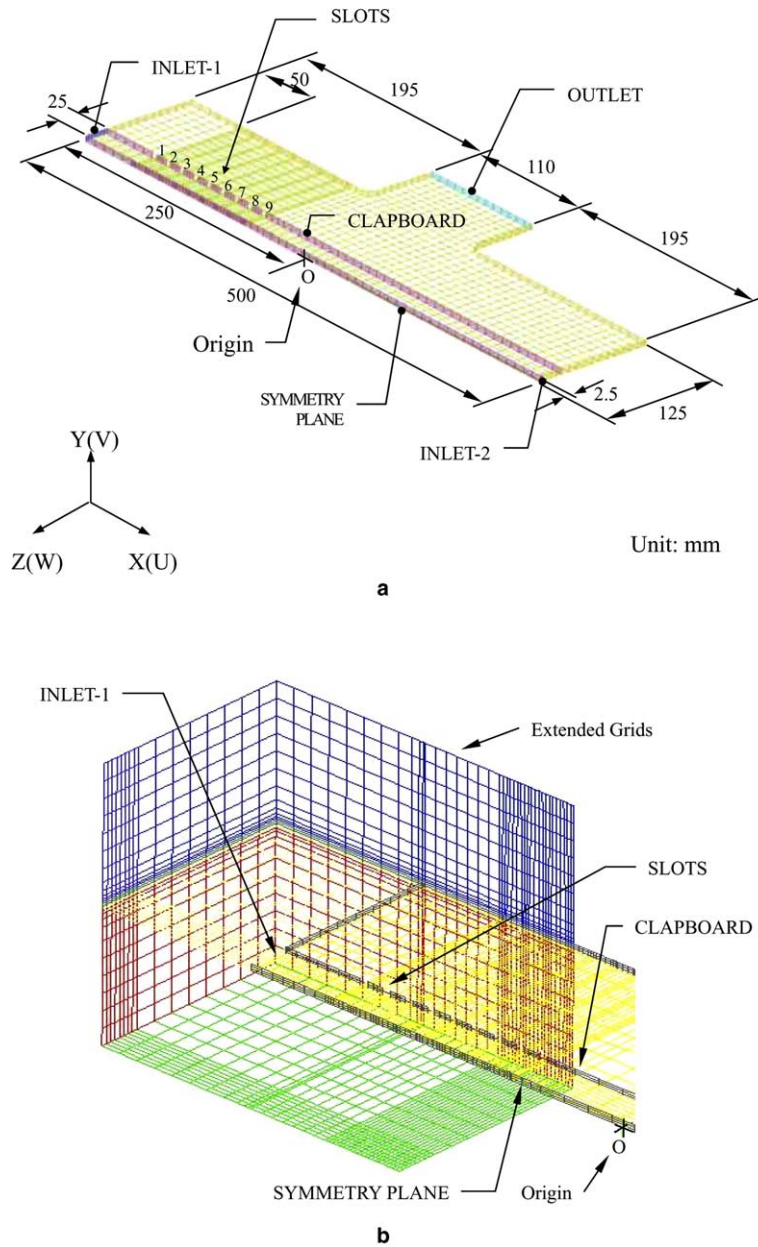 SLOTS
INLET-1
50
195
OUTLET
25
110
1 2 3 4 5 6 7 8 9
250
CLAPBOARD
195
O
500
Origin
SYMMETRY
PLANE
2.5
125
INLET-2
Y(V)
Z(W)
X(U)
Unit: mm
a
INLET-1
Extended Grids
SLOTS
CLAPBOARD
O
SYMMETRY PLANE
Origin
b